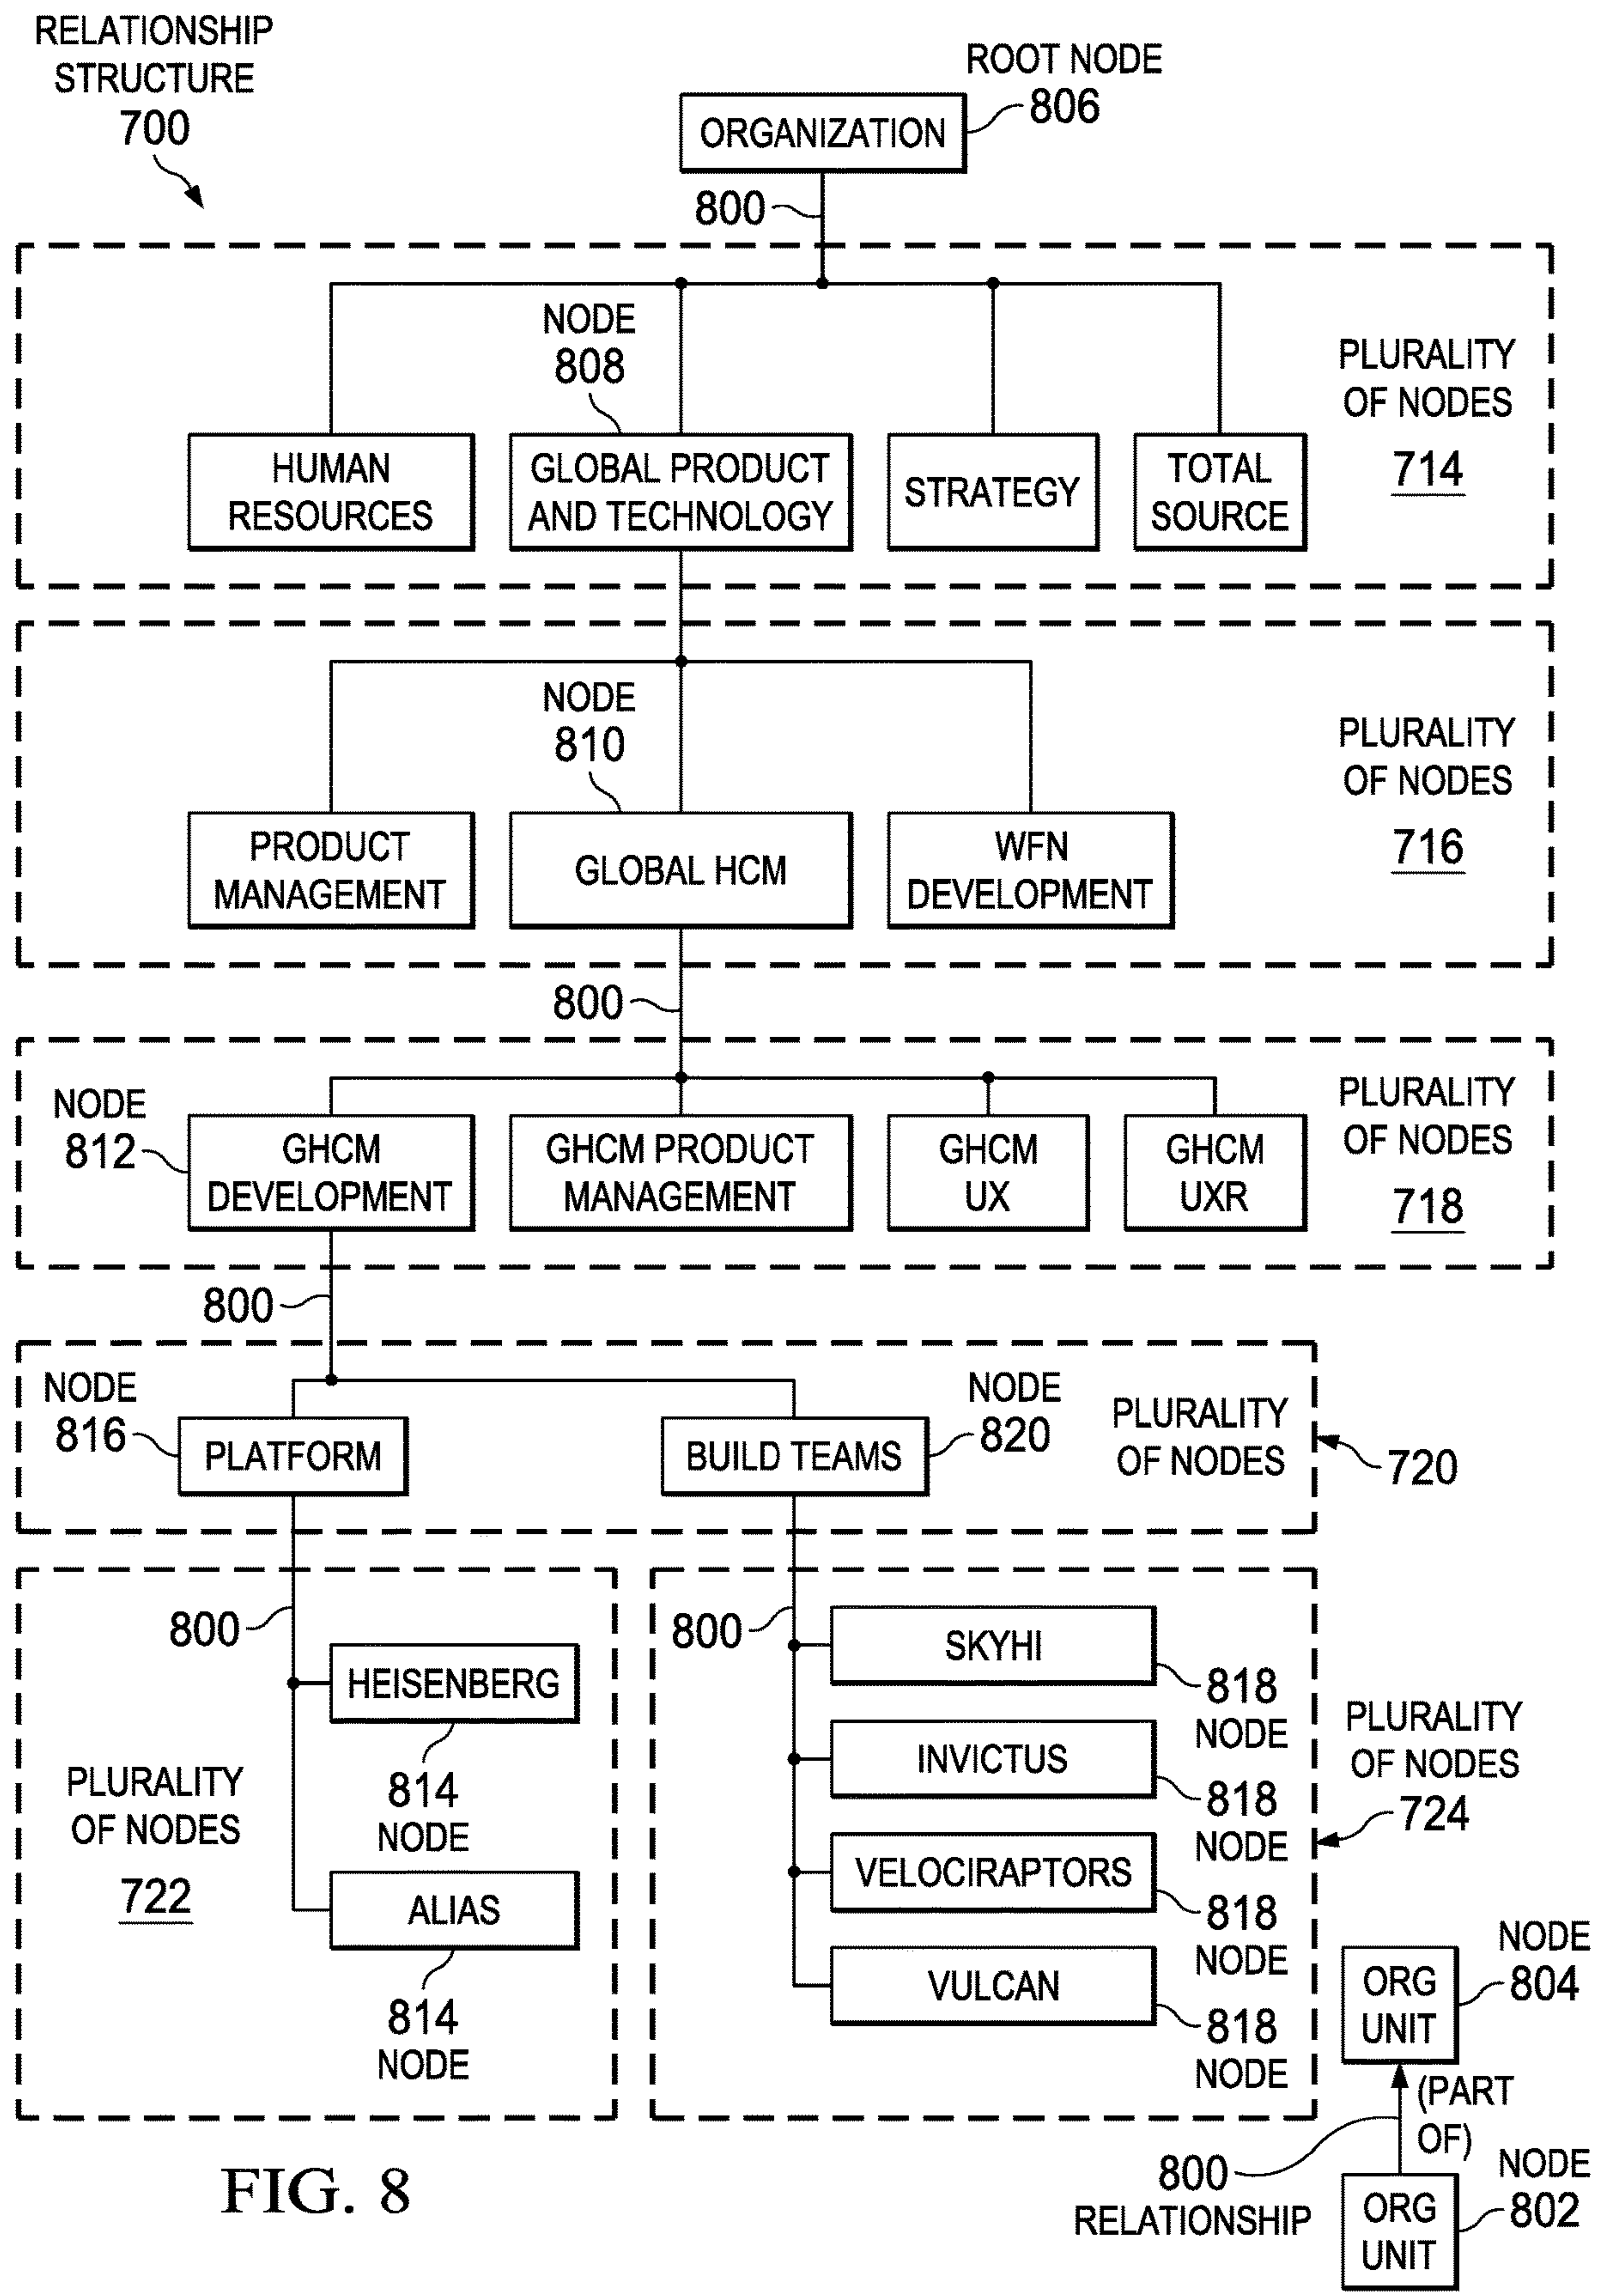 RELATIONSHIP
STRUCTURE
700
ROOT NODE
806
ORGANIZATION
800
NODE
808
PLURALITY
OF NODES
714
HUMAN
RESOURCES
GLOBAL PRODUCT
AND TECHNOLOGY
STRATEGY
TOTAL
SOURCE
NODE
810
PLURALITY
OF NODES
716
PRODUCT
MANAGEMENT
GLOBAL HCM
WFN
DEVELOPMENT
800
NODE
812
GHCM
DEVELOPMENT
GHCM PRODUCT
MANAGEMENT
GHCM
UX
GHCM
UXR
PLURALITY
OF NODES
718
800
NODE
816
PLATFORM
BUILD TEAMS
NODE
820
PLURALITY
OF NODES
720
800
HEISENBERG
814
NODE
PLURALITY
OF NODES
722
ALIAS
814
NODE
800
SKYHI
818
NODE
INVICTUS
818
NODE
VELOCIRAPTORS
818
NODE
VULCAN
818
NODE
PLURALITY
OF NODES
724
NODE
804
ORG
UNIT
(PART
OF)
800
RELATIONSHIP
NODE
802
ORG
UNIT
FIG. 8